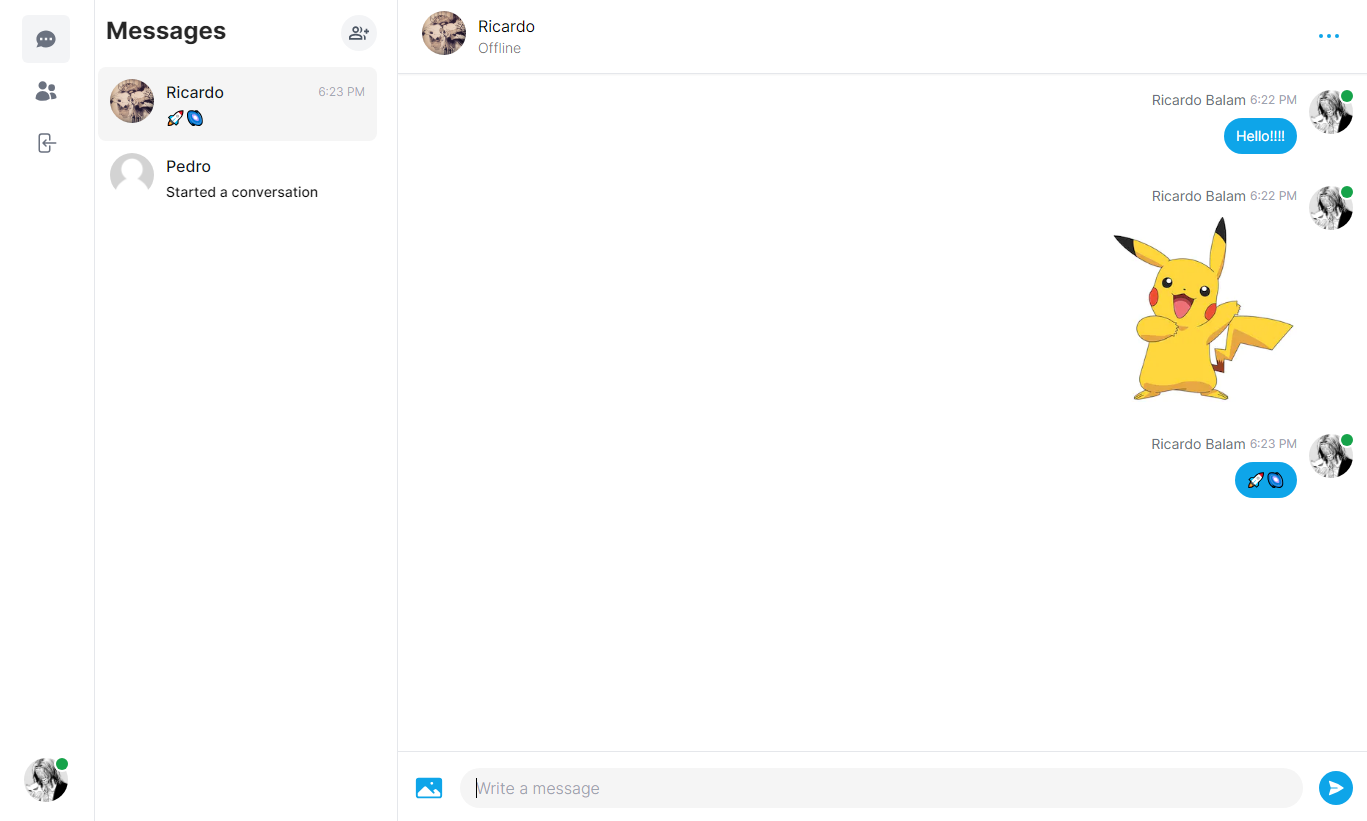 Messages
Ricardo
6:23 PM
🚀🌌
Pedro
Started a conversation
Ricardo
Offline
Ricardo Balam 6:22 PM
Hello!!!!
Ricardo Balam 6:22 PM
Ricardo Balam 6:23 PM
🚀🌌
Write a message